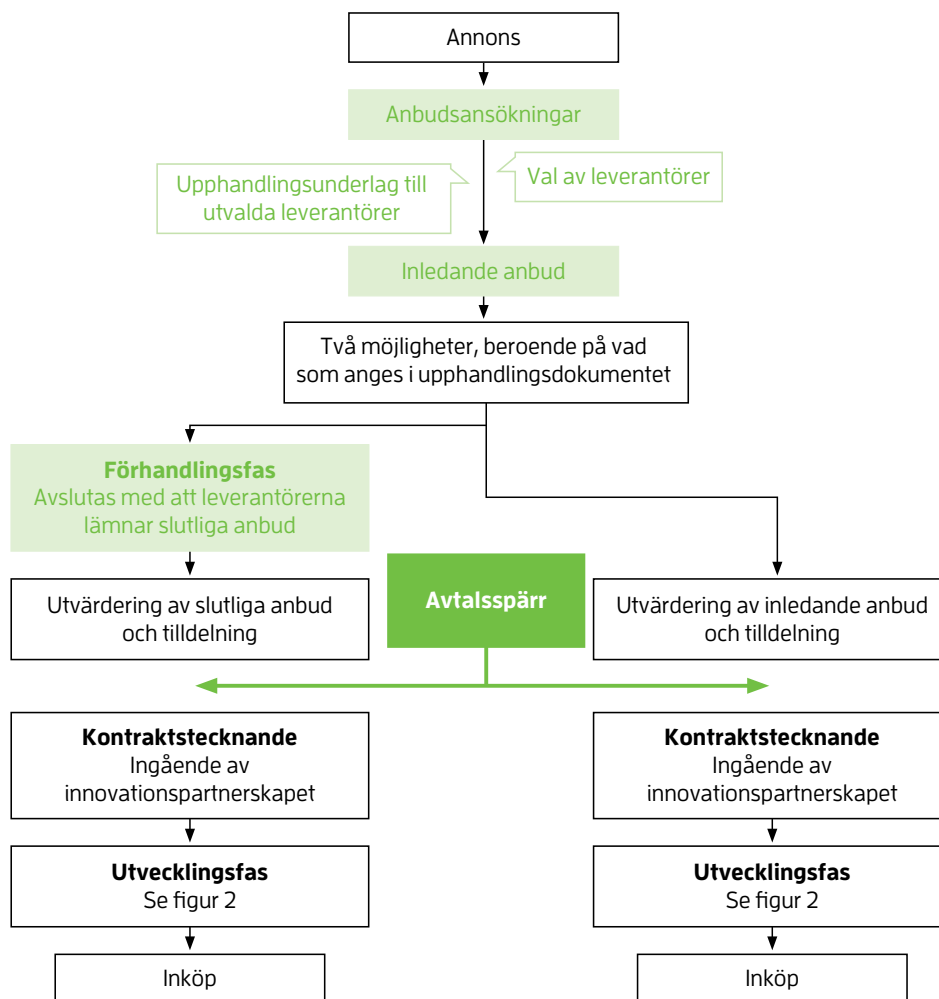 Annons
Anbudsansökningar
Upphandlingsunderlag till
utvalda leverantörer
Val av leverantörer
Inledande anbud
Två möjligheter, beroende på vad
som anges i upphandlingsdokumentet
Förhandlingsfas
Avslutas med att leverantörerna
lämnar slutliga anbud
Utvärdering av slutliga anbud
och tilldelning
Avtalsspärr
Utvärdering av inledande anbud
och tilldelning
Kontraktstecknande
Ingående av
innovationspartnerskapet
Utvecklingsfas
Se figur 2
Inköp
Kontraktstecknande
Ingående av
innovationspartnerskapet
Utvecklingsfas
Se figur 2
Inköp